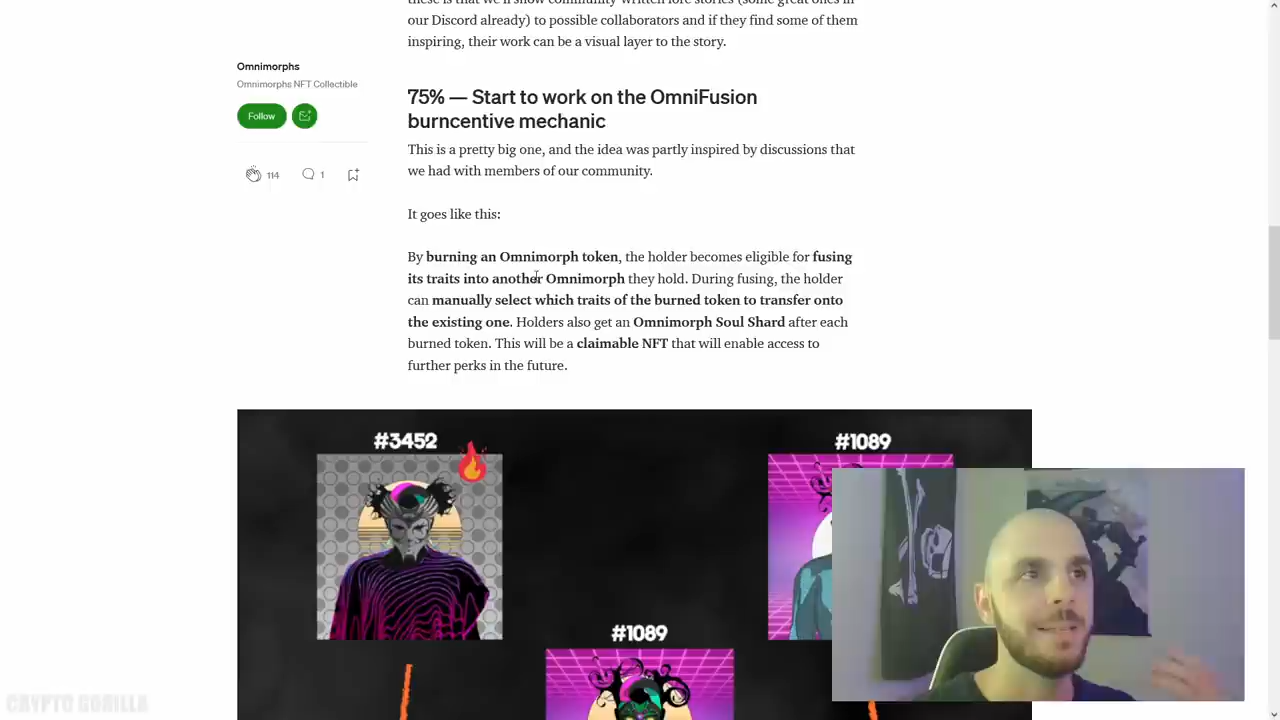 these is that we'll show community-written lore stories (some great ones in
our Discord already) to possible collaborators and if they find some of them
inspiring, their work can be a visual layer to the story.
Omnimorphs
Omnimorphs NFT Collectible
Follow
114
1
75% — Start to work on the OmniFusion
burncentive mechanic
This is a pretty big one, and the idea was partly inspired by discussions that
we had with members of our community.
It goes like this:
By burning an Omnimorph token, the holder becomes eligible for fusing
its traits into another Omnimorph they hold. During fusing, the holder
can manually select which traits of the burned token to transfer onto
the existing one. Holders also get an Omnimorph Soul Shard after each
burned token. This will be a claimable NFT that will enable access to
further perks in the future.
#3452
#1089
#1089
CRYPTO GORILLA